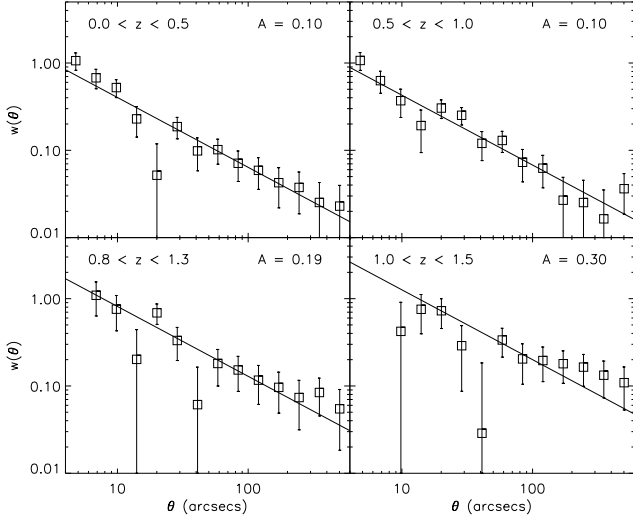 0.0 < z < 0.5 A = 0.10
0.5 < z < 1.0 A = 0.10
1.00
0.10
0.01
w(θ)
0.8 < z < 1.3 A = 0.19
1.0 < z < 1.5 A = 0.30
1.00
0.10
0.01
w(θ)
10 100
10 100
θ (arcsecs)
θ (arcsecs)